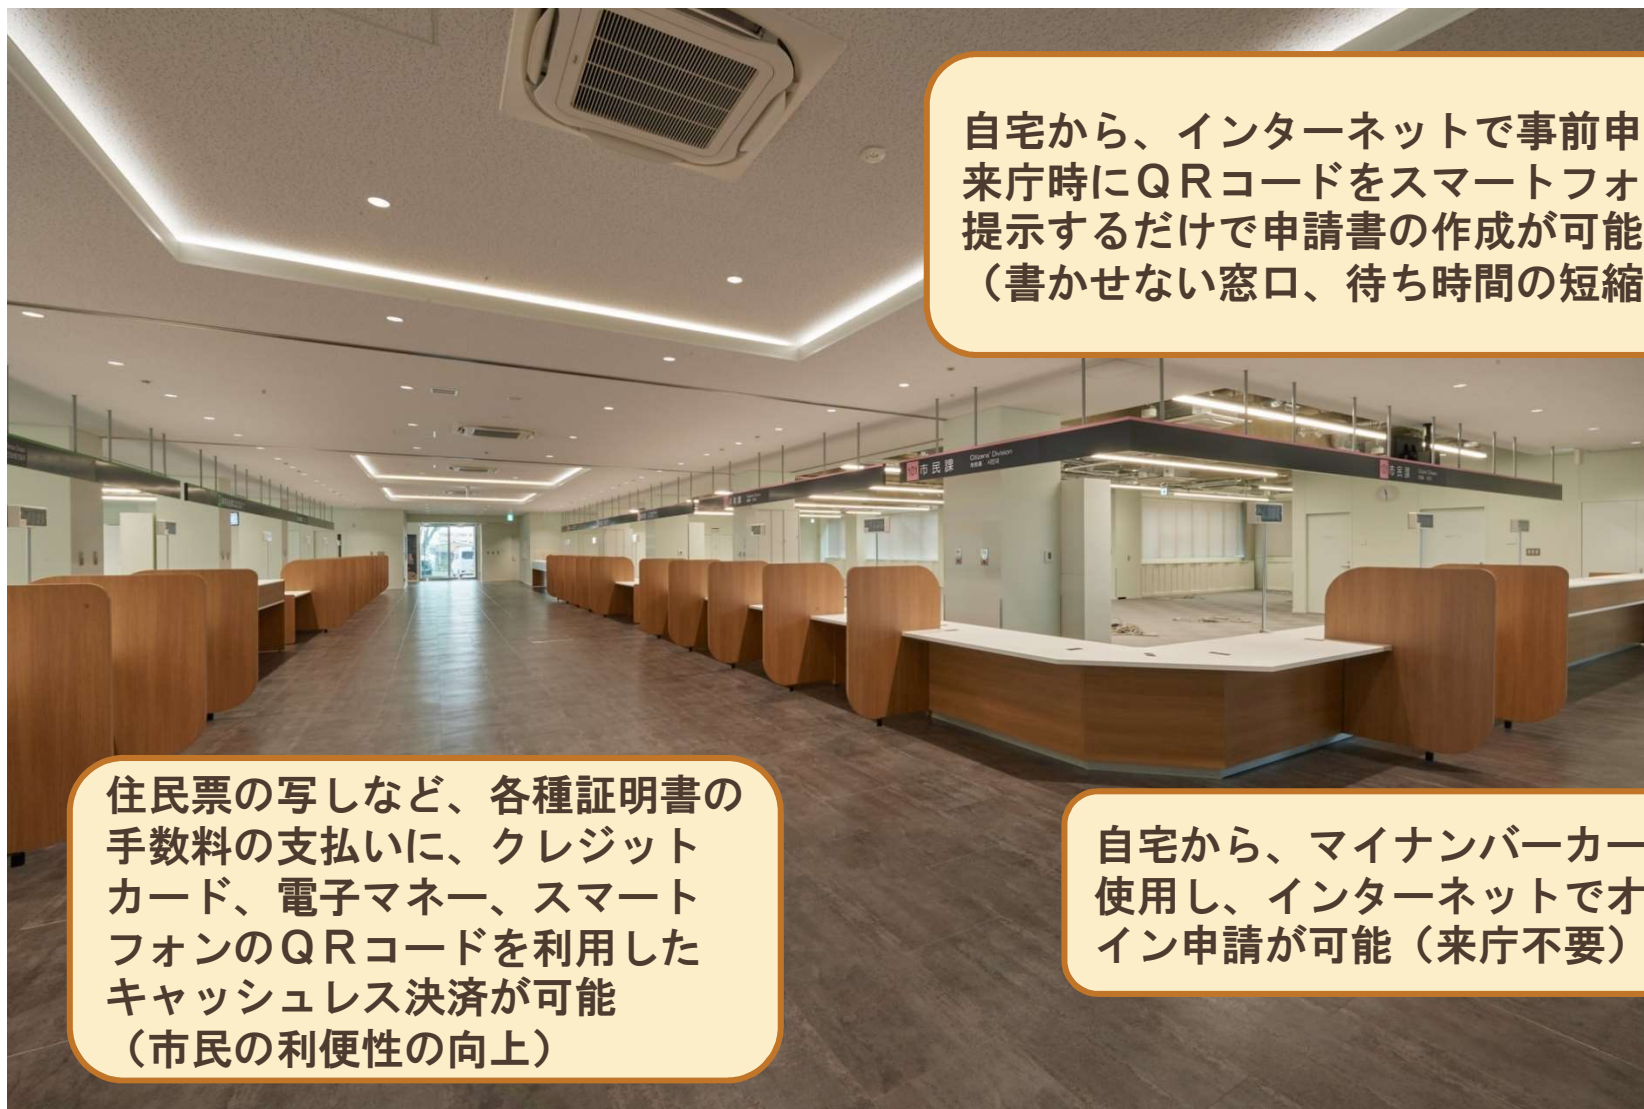 自宅から、インターネットで事前申
来庁時にＱＲコードをスマートフォ
提示するだけで申請書の作成が可能
（書かせない窓口、待ち時間の短縮
市民課 Citizens' Division
市民課
住民票の写しなど、各種証明書の
手数料の支払いに、クレジット
カード、電子マネー、スマート
フォンのＱＲコードを利用した
キャッシュレス決済が可能
（市民の利便性の向上）
自宅から、マイナンバーカー
使用し、インターネットでオ
イン申請が可能（来庁不要）